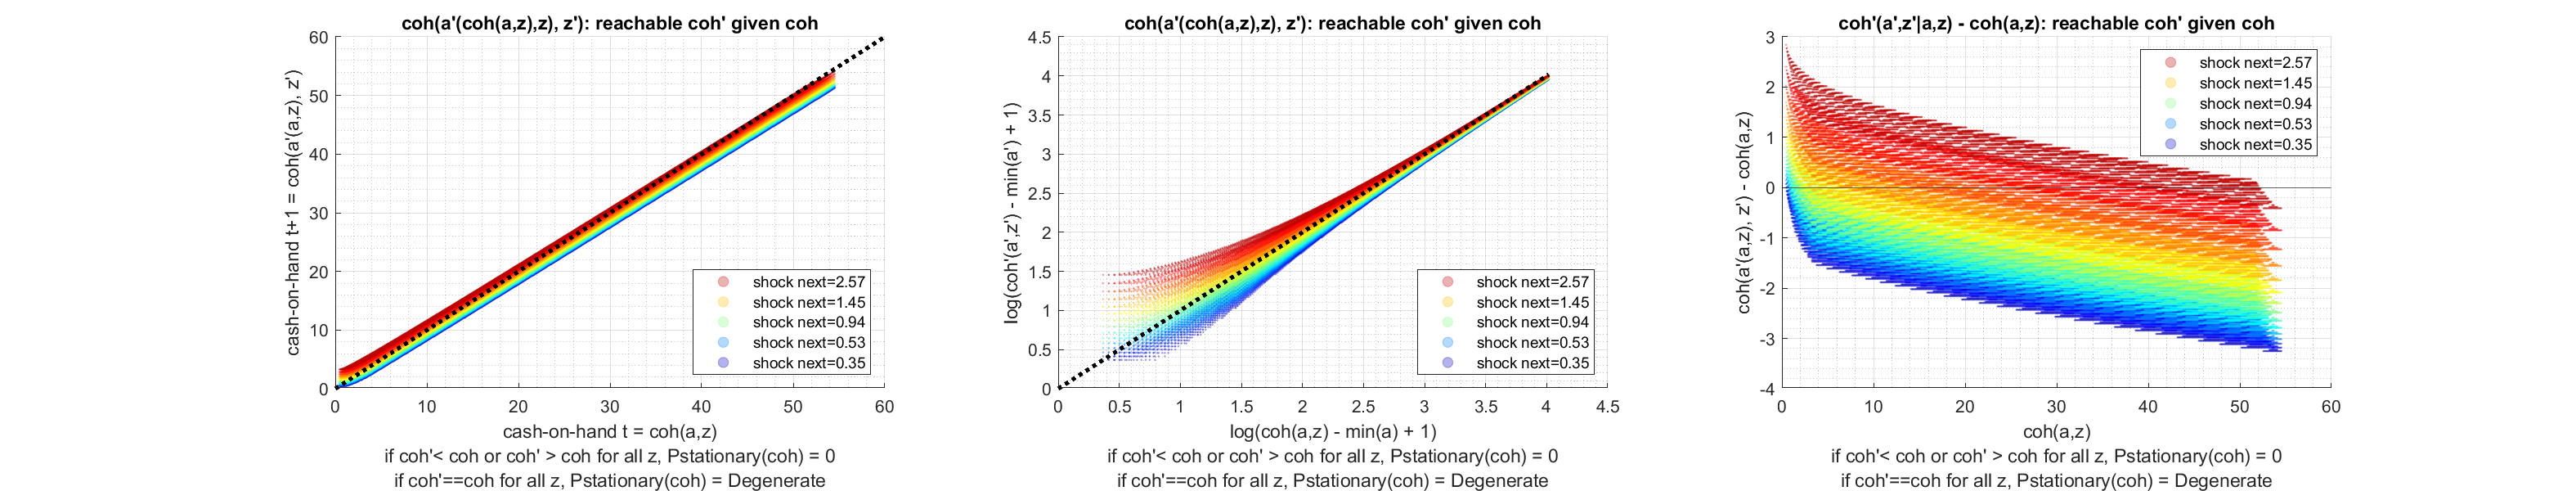 coh(a'(coh(a,z),z), z'): reachable coh' given coh
60
50
40
30
20
10
0
cash-on-hand t+1 = coh(a'(a,z), z')
shock next=2.57
shock next=1.45
shock next=0.94
shock next=0.53
shock next=0.35
0 10 20 30 40 50 60
cash-on-hand t = coh(a,z)
if coh'< coh or coh' > coh for all z, Pstationary(coh) = 0
if coh'==coh for all z, Pstationary(coh) = Degenerate
coh(a'(coh(a,z),z), z'): reachable coh' given coh
4.5
4
3.5
3
2.5
2
1.5
1
0.5
0
log(coh'(a',z') - min(a') + 1)
shock next=2.57
shock next=1.45
shock next=0.94
shock next=0.53
shock next=0.35
0 0.5 1 1.5 2 2.5 3 3.5 4 4.5
log(coh(a,z) - min(a) + 1)
if coh'< coh or coh' > coh for all z, Pstationary(coh) = 0
if coh'==coh for all z, Pstationary(coh) = Degenerate
coh'(a',z'|a,z) - coh(a,z): reachable coh' given coh
3
2
1
0
-1
-2
-3
-4
coh(a'(a,z), z') - coh(a,z)
shock next=2.57
shock next=1.45
shock next=0.94
shock next=0.53
shock next=0.35
0 10 20 30 40 50 60
coh(a,z)
if coh'< coh or coh' > coh for all z, Pstationary(coh) = 0
if coh'==coh for all z, Pstationary(coh) = Degenerate